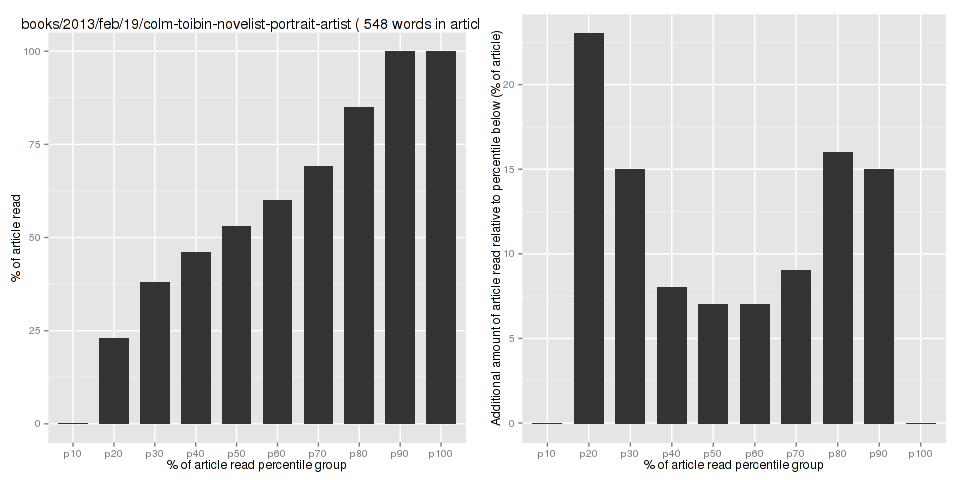 books/2013/feb/19/colm-toibin-novelist-portrait-artist ( 548 words in articl
% of article read
100
75
50
25
0
p10 p20 p30 p40 p50 p60 p70 p80 p90 p100
% of article read percentile group
Additional amount of article read relative to percentile below (% of article)
20
15
10
5
0
p10 p20 p30 p40 p50 p60 p70 p80 p90 p100
% of article read percentile group